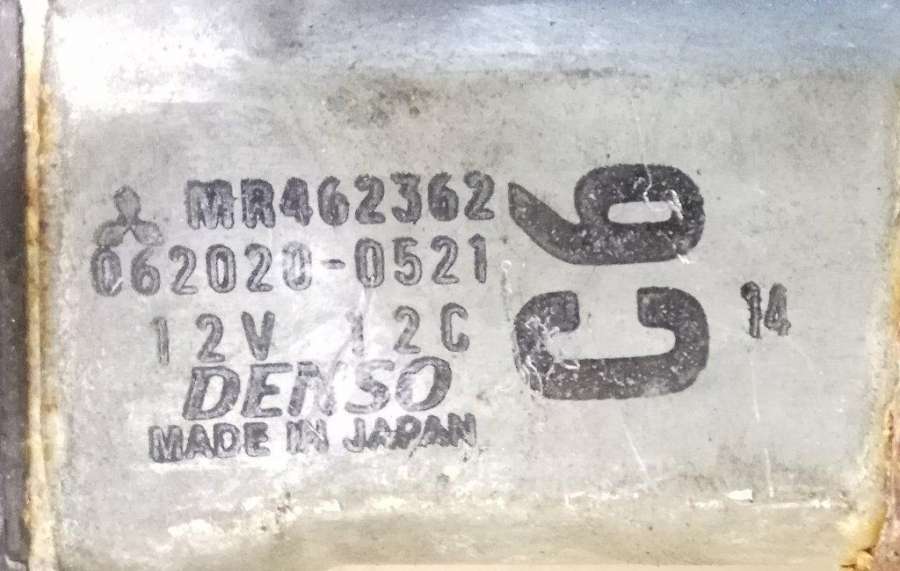 MR462362
062020-0521
12V 12C
DENSO
MADE IN JAPAN
C9
14